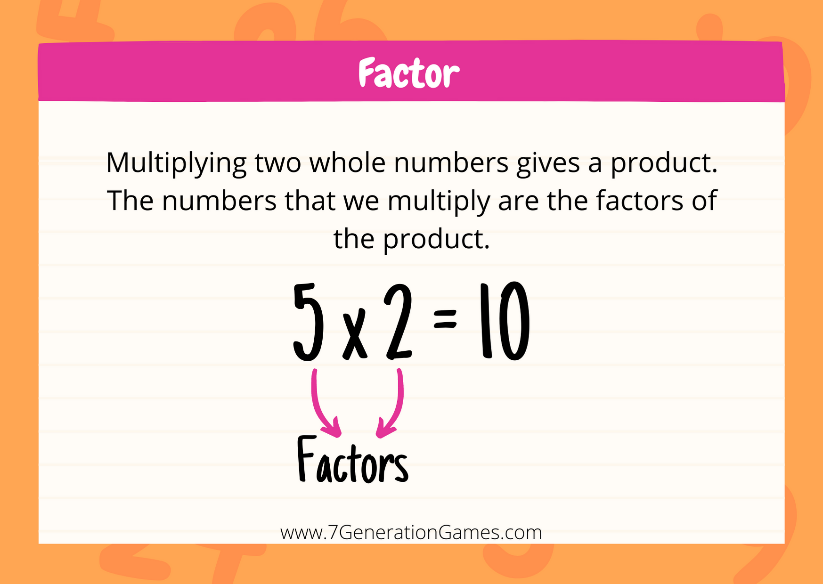 Factor
Multiplying two whole numbers gives a product.
The numbers that we multiply are the factors of
the product.
5 x 2 = 10
Factors
www.7GenerationGames.com